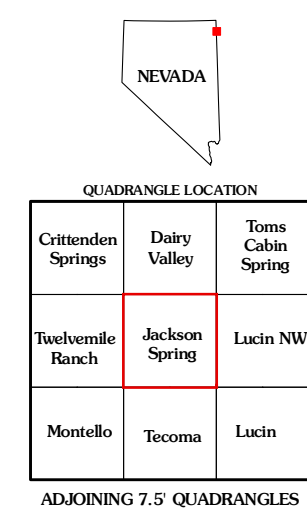 NEVADA
QUADRANGLE LOCATION
Crittenden
Springs
Dairy
Valley
Toms
Cabin
Spring
Twelvemile
Ranch
Jackson
Spring
Lucin NW
Montello
Tecoma
Lucin
ADJOINING 7.5' QUADRANGLES